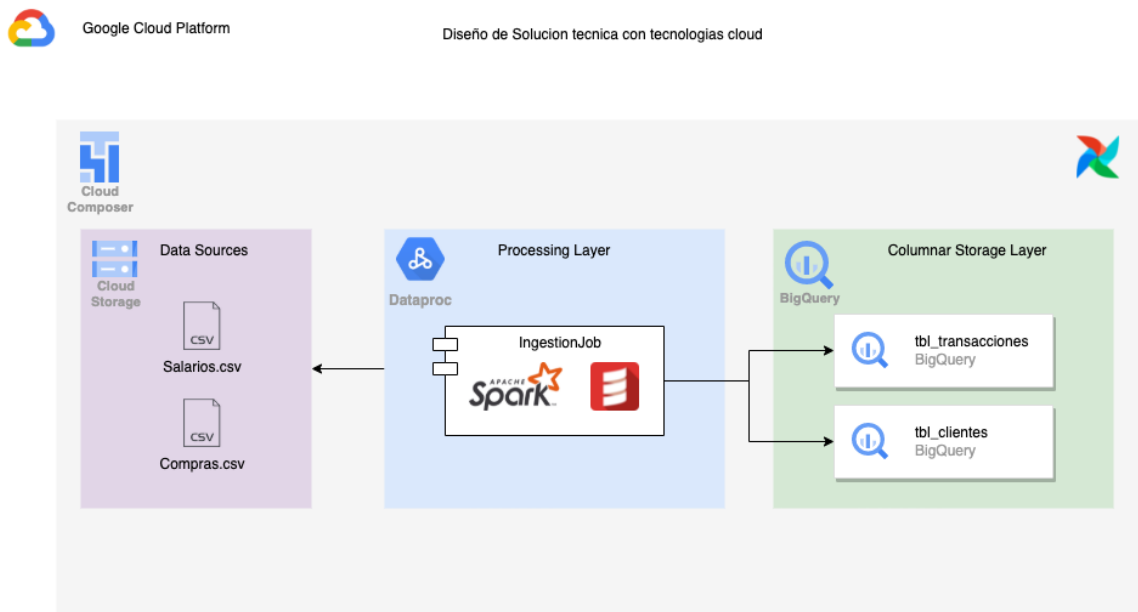 Google Cloud Platform
Diseño de Solucion tecnica con tecnologias cloud
Cloud
Composer
Data Sources
Cloud
Storage
CSV
Salarios.csv
CSV
Compras.csv
Processing Layer
Dataproc
IngestionJob
APACHE
Spark
Columnar Storage Layer
BigQuery
tbl_transacciones
BigQuery
tbl_clientes
BigQuery